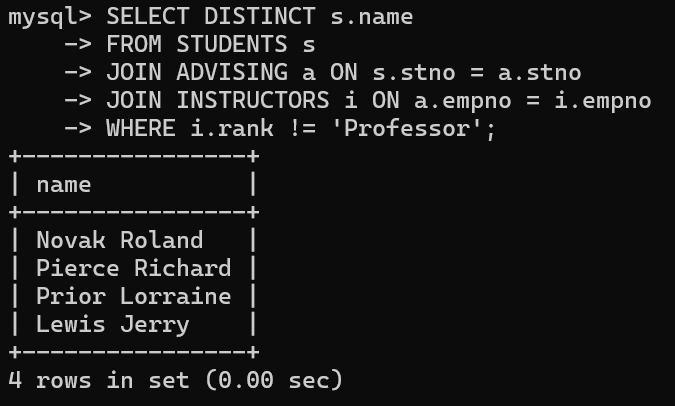 mysql> SELECT DISTINCT s.name
    -> FROM STUDENTS s
    -> JOIN ADVISING a ON s.stno = a.stno
    -> JOIN INSTRUCTORS i ON a.empno = i.empno
    -> WHERE i.rank != 'Professor';
+----------------+
| name           |
+----------------+
| Novak Roland   |
| Pierce Richard |
| Prior Lorraine |
| Lewis Jerry    |
+----------------+
4 rows in set (0.00 sec)